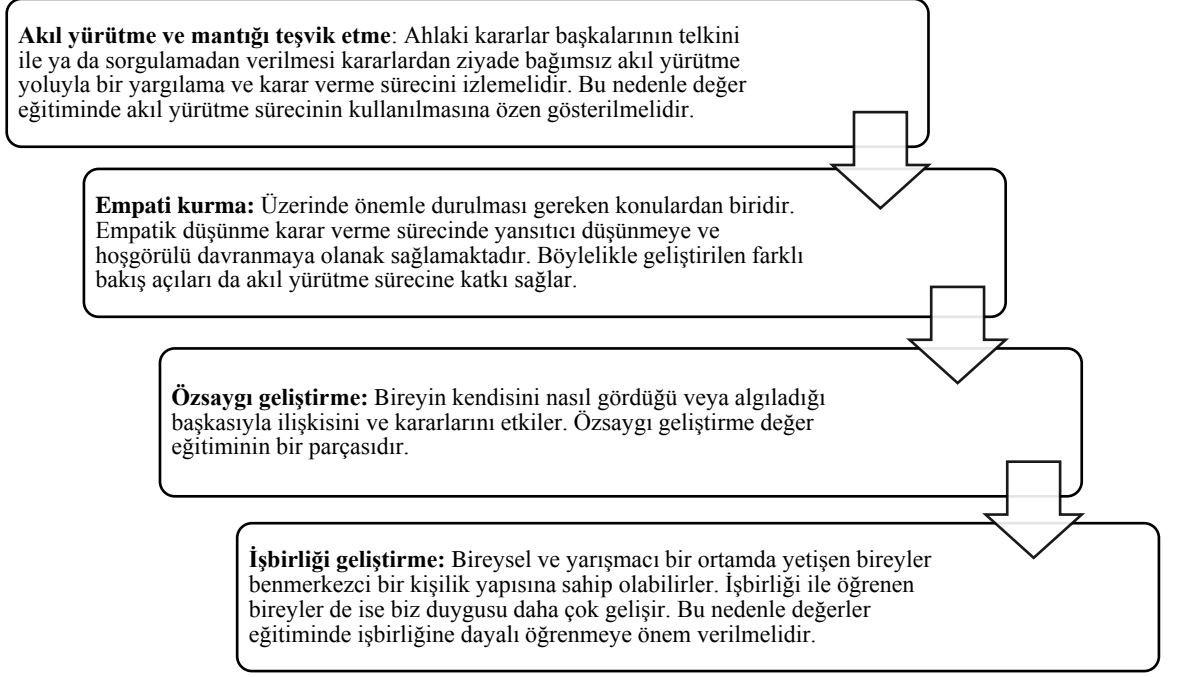 Akıl yürütme ve mantığı teşvik etme: Ahlaki kararlar başkalarının telkini
ile ya da sorgulamadan verilmesi kararlardan ziyade bağımsız akıl yürütme
yoluyla bir yargılama ve karar verme sürecini izlemelidir. Bu nedenle değer
eğitiminde akıl yürütme sürecinin kullanılmasına özen gösterilmelidir.
Empati kurma: Üzerinde önemle durulması gereken konulardan biridir.
Empatik düşünme karar verme sürecinde yansıtıcı düşünmeye ve
hoşgörülü davranmaya olanak sağlamaktadır. Böylelikle geliştirilen farklı
bakış açıları da akıl yürütme sürecine katkı sağlar.
Özsaygı geliştirme: Bireyin kendisini nasıl gördüğü veya algıladığı
başkasıyla ilişkisini ve kararlarını etkiler. Özsaygı geliştirme değer
eğitiminin bir parçasıdır.
İşbirliği geliştirme: Bireysel ve yarışmacı bir ortamda yetişen bireyler
benmerkezci bir kişilik yapısına sahip olabilirler. İşbirliği ile öğrenen
bireyler de ise biz duygusu daha çok gelişir. Bu nedenle değerler
eğitiminde işbirliğine dayalı öğrenmeye önem verilmelidir.